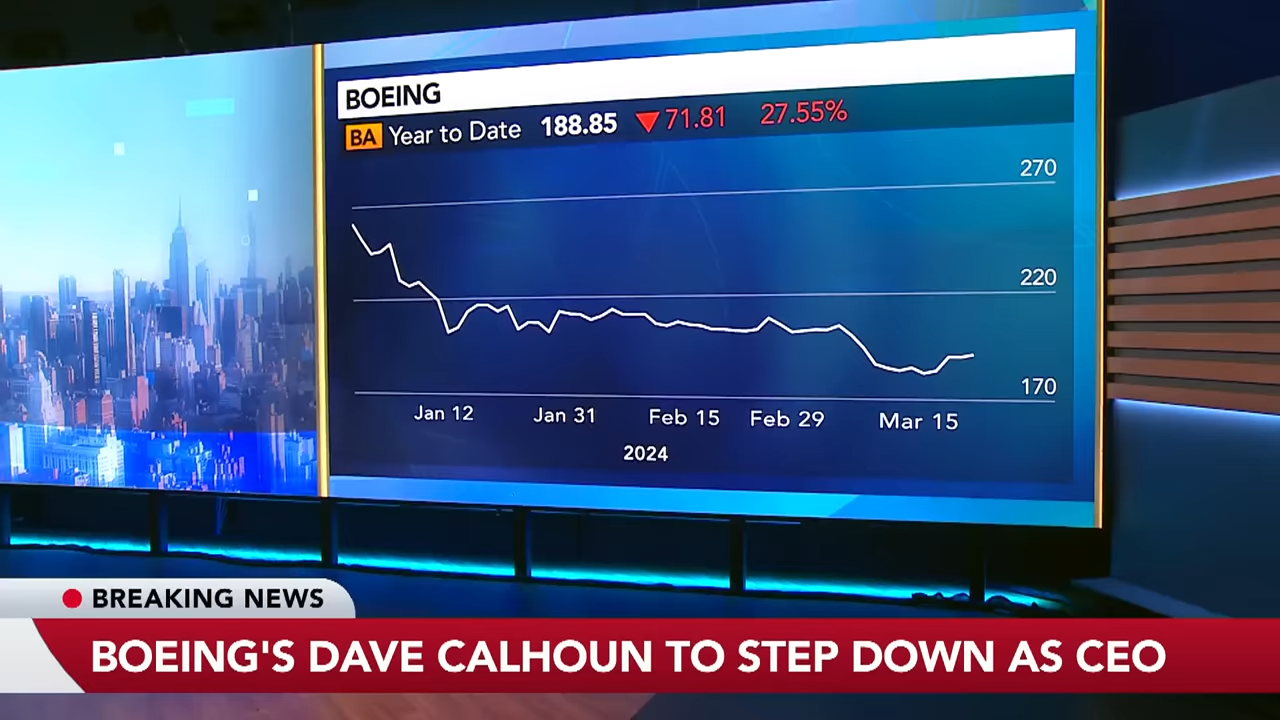 BOEING
BA Year to Date 188.85 ▼71.81 27.55%
270
220
170
Jan 12 Jan 31 Feb 15 Feb 29 Mar 15
2024
BREAKING NEWS
BOEING'S DAVE CALHOUN TO STEP DOWN AS CEO